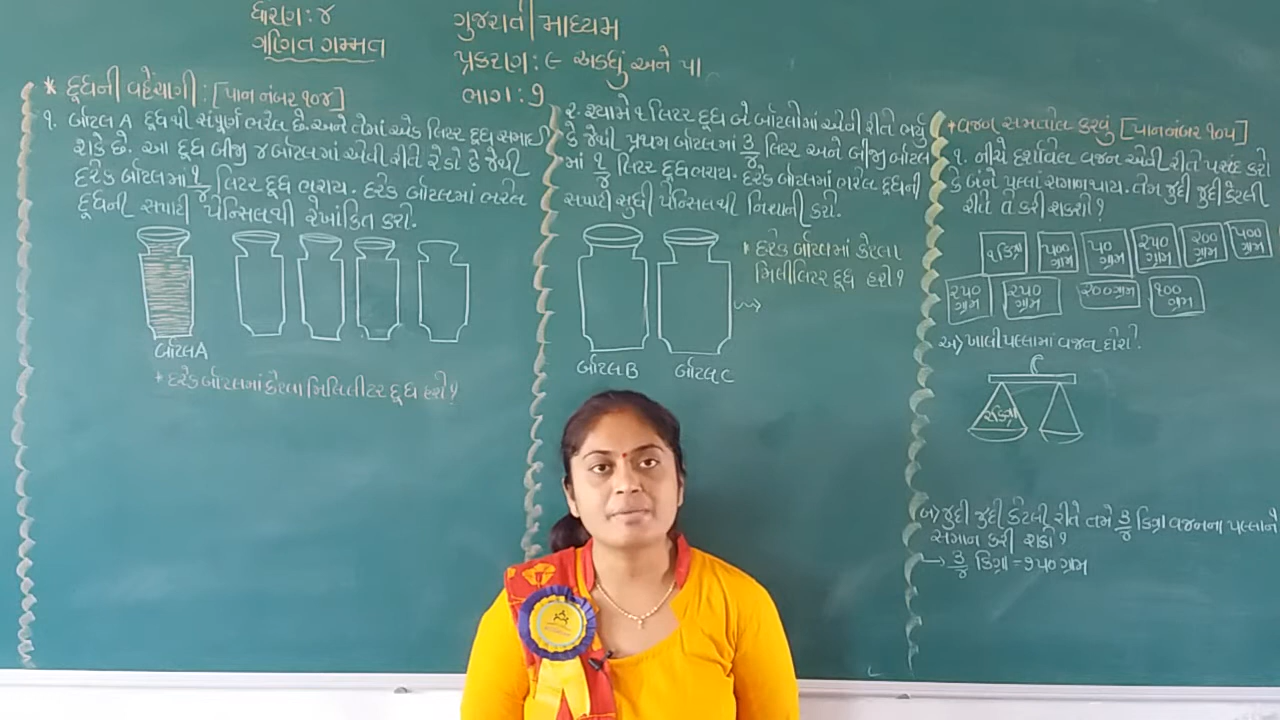 ધોરણ : ૪
ગણિત ગમ્મત
ગુજરાતી માધ્યમ
પ્રકરણ : ૯ અડધું અને પા
ભાગ : ૭
* દૂધની વહેંચણી : [પાન નંબર ૧૦૪]
૧. બૉટલ A દૂધથી સંપૂર્ણ ભરેલ છે. અને તેમાં એક લિટર દૂધ સમાઈ
શકે છે. આ દૂધ બીજી ૪ બૉટલમાં એવી રીતે રેડો કે જેથી
દરેક બૉટલમાં ૧/૪ લિટર દૂધ ભરાય. દરેક બૉટલમાં ભરેલ
દૂધની સપાટી પેન્સિલથી રેખાંકિત કરો.
બૉટલ A
* દરેક બૉટલમાં કેટલા મિલિલીટર દૂધ હશે?
૨. શ્યામે ૧ લિટર દૂધ બે બૉટલોમાં એવી રીતે ભર્યું
કે જેથી પ્રથમ બૉટલમાં ૩/૪ લિટર અને બીજી બૉટલ
માં ૧/૪ લિટર દૂધ ભરાય. દરેક બૉટલમાં ભરેલ દૂધની
સપાટી સુધી પેન્સિલથી નિશાની કરો.
* દરેક બૉટલમાં કેટલા
મિલીલિટર દૂધ હશે?
બૉટલ B
બૉટલ C
* વજન સમતોલ કરવું [પાન નંબર ૧૦૫]
૧. નીચે દર્શાવેલ વજન એવી રીતે પસંદ કરો
કે બંને પલ્લાં સમાન થાય. તેમ જુદી જુદી કેટલી
રીતે તે કરી શકશો?
૧ કિગ્રા ૫૦૦ ગ્રામ ૫૦ ગ્રામ ૨૫૦ ગ્રામ ૨૦૦ ગ્રામ ૫૦૦ ગ્રામ
૨૫૦ ગ્રામ ૨૫૦ ગ્રામ ૨૦૦ ગ્રામ ૧૦૦ ગ્રામ
અ) ખાલી પલ્લામાં વજન દોરો.
કિગ્રા
બ) જુદી જુદી કેટલી રીતે તમે ૩/૪ કિગ્રા વજનના પલ્લાને
સમાન કરી શકો?
→ ૩/૪ કિગ્રા = ૭૫૦ ગ્રામ